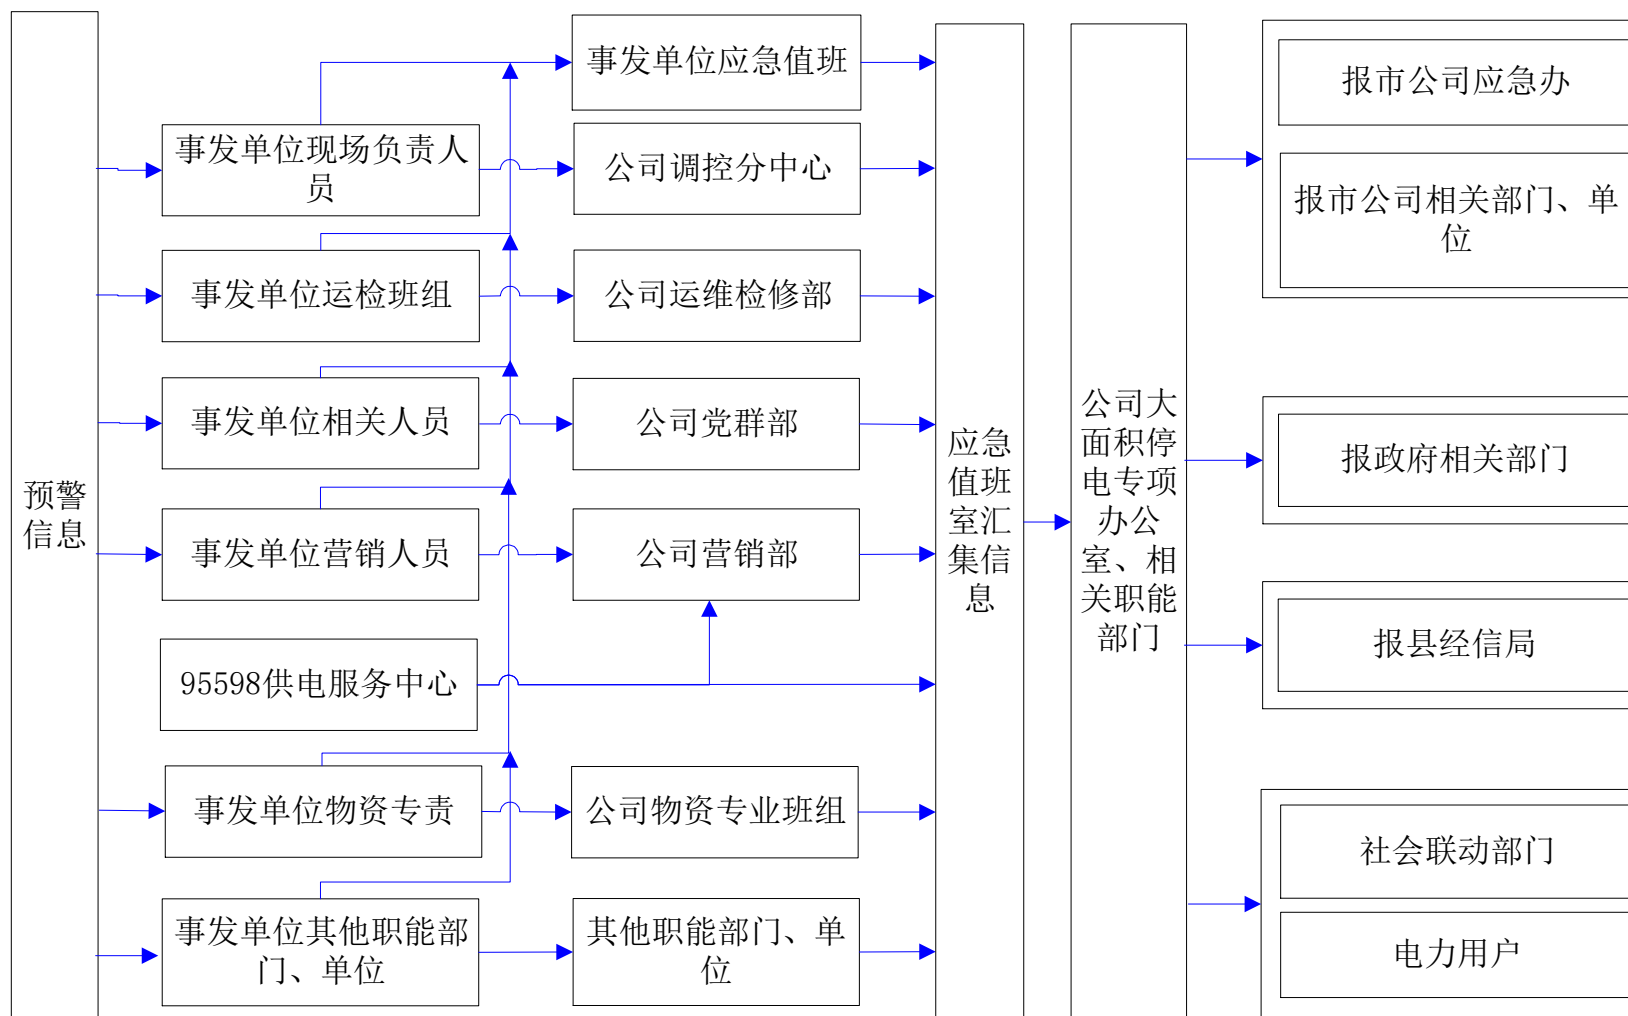 预警
信息
事发单位现场负责人
员
事发单位运检班组
事发单位相关人员
事发单位营销人员
95598供电服务中心
事发单位物资专责
事发单位其他职能部
门、单位
事发单位应急值班
公司调控分中心
公司运维检修部
公司党群部
公司营销部
公司物资专业班组
其他职能部门、单
位
应急
值班
室汇
集信
息
公司大
面积停
电专项
办公
室、相
关职能
部门
报市公司应急办
报市公司相关部门、单
位
报政府相关部门
报县经信局
社会联动部门
电力用户